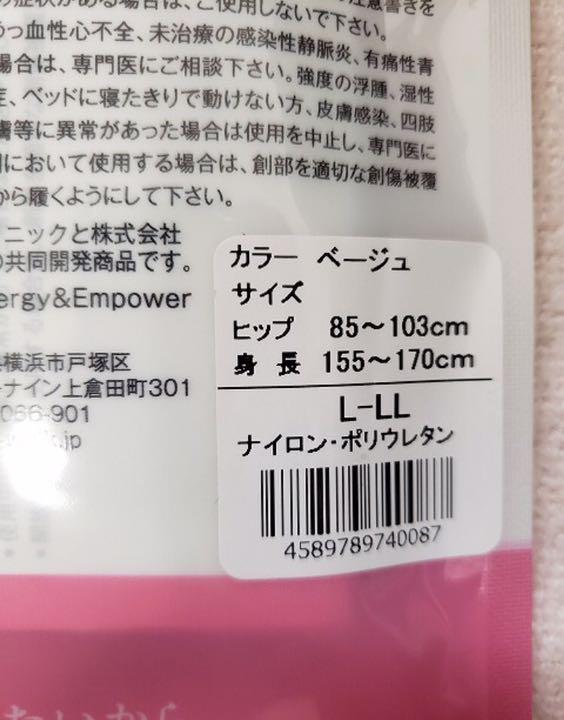 の症状がある場合は、ご使用しないで下さい。
うっ血性心不全、未治療の感染性静脈炎、有痛性青
場合は、専門医にご相談下さい。強度の浮腫、湿性
症、ベッドに寝たきりで動けない方、皮膚感染、四肢
膚等に異常があった場合は使用を中止し、専門医に
において使用する場合は、創部を適切な創傷被覆
から履くようにして下さい。
ニックと株式会社
の共同開発商品です。
ergy&Empower
横浜市戸塚区
ナイン上倉田町301
066-901
.jp
カラー ベージュ
サイズ
ヒップ 85〜103cm
身 長 155〜170cm
L-LL
ナイロン・ポリウレタン
4589789740087